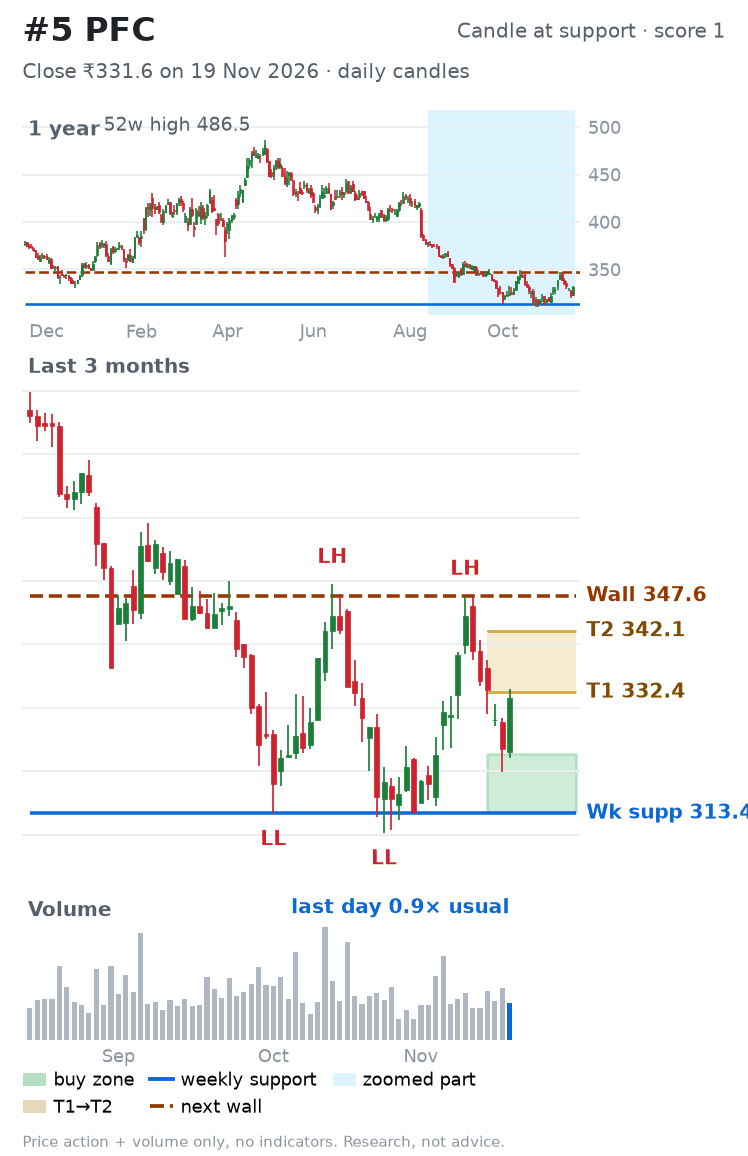 #5 PFC
Candle at support · score 1
Close ₹331.6 on 19 Nov 2026 · daily candles
1 year
52w high 486.5
500
450
400
350
Dec Feb Apr Jun Aug Oct
Last 3 months
LH
LH
Wall 347.6
T2 342.1
T1 332.4
Wk supp 313.4
LL
LL
Volume
last day 0.9× usual
Sep Oct Nov
buy zone weekly support zoomed part
T1→T2 next wall
Price action + volume only, no indicators. Research, not advice.